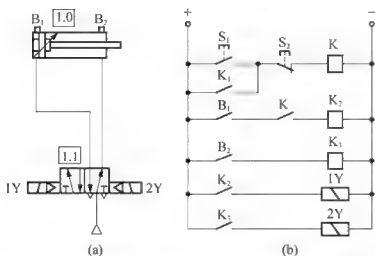 B₁ 1.0 B₂
1.1
1Y 2Y
(a)
+ −
S₁ S₂ K
K₁
B₁ K K₂
B₂ K₃
K₂ 1Y
K₃ 2Y
(b)